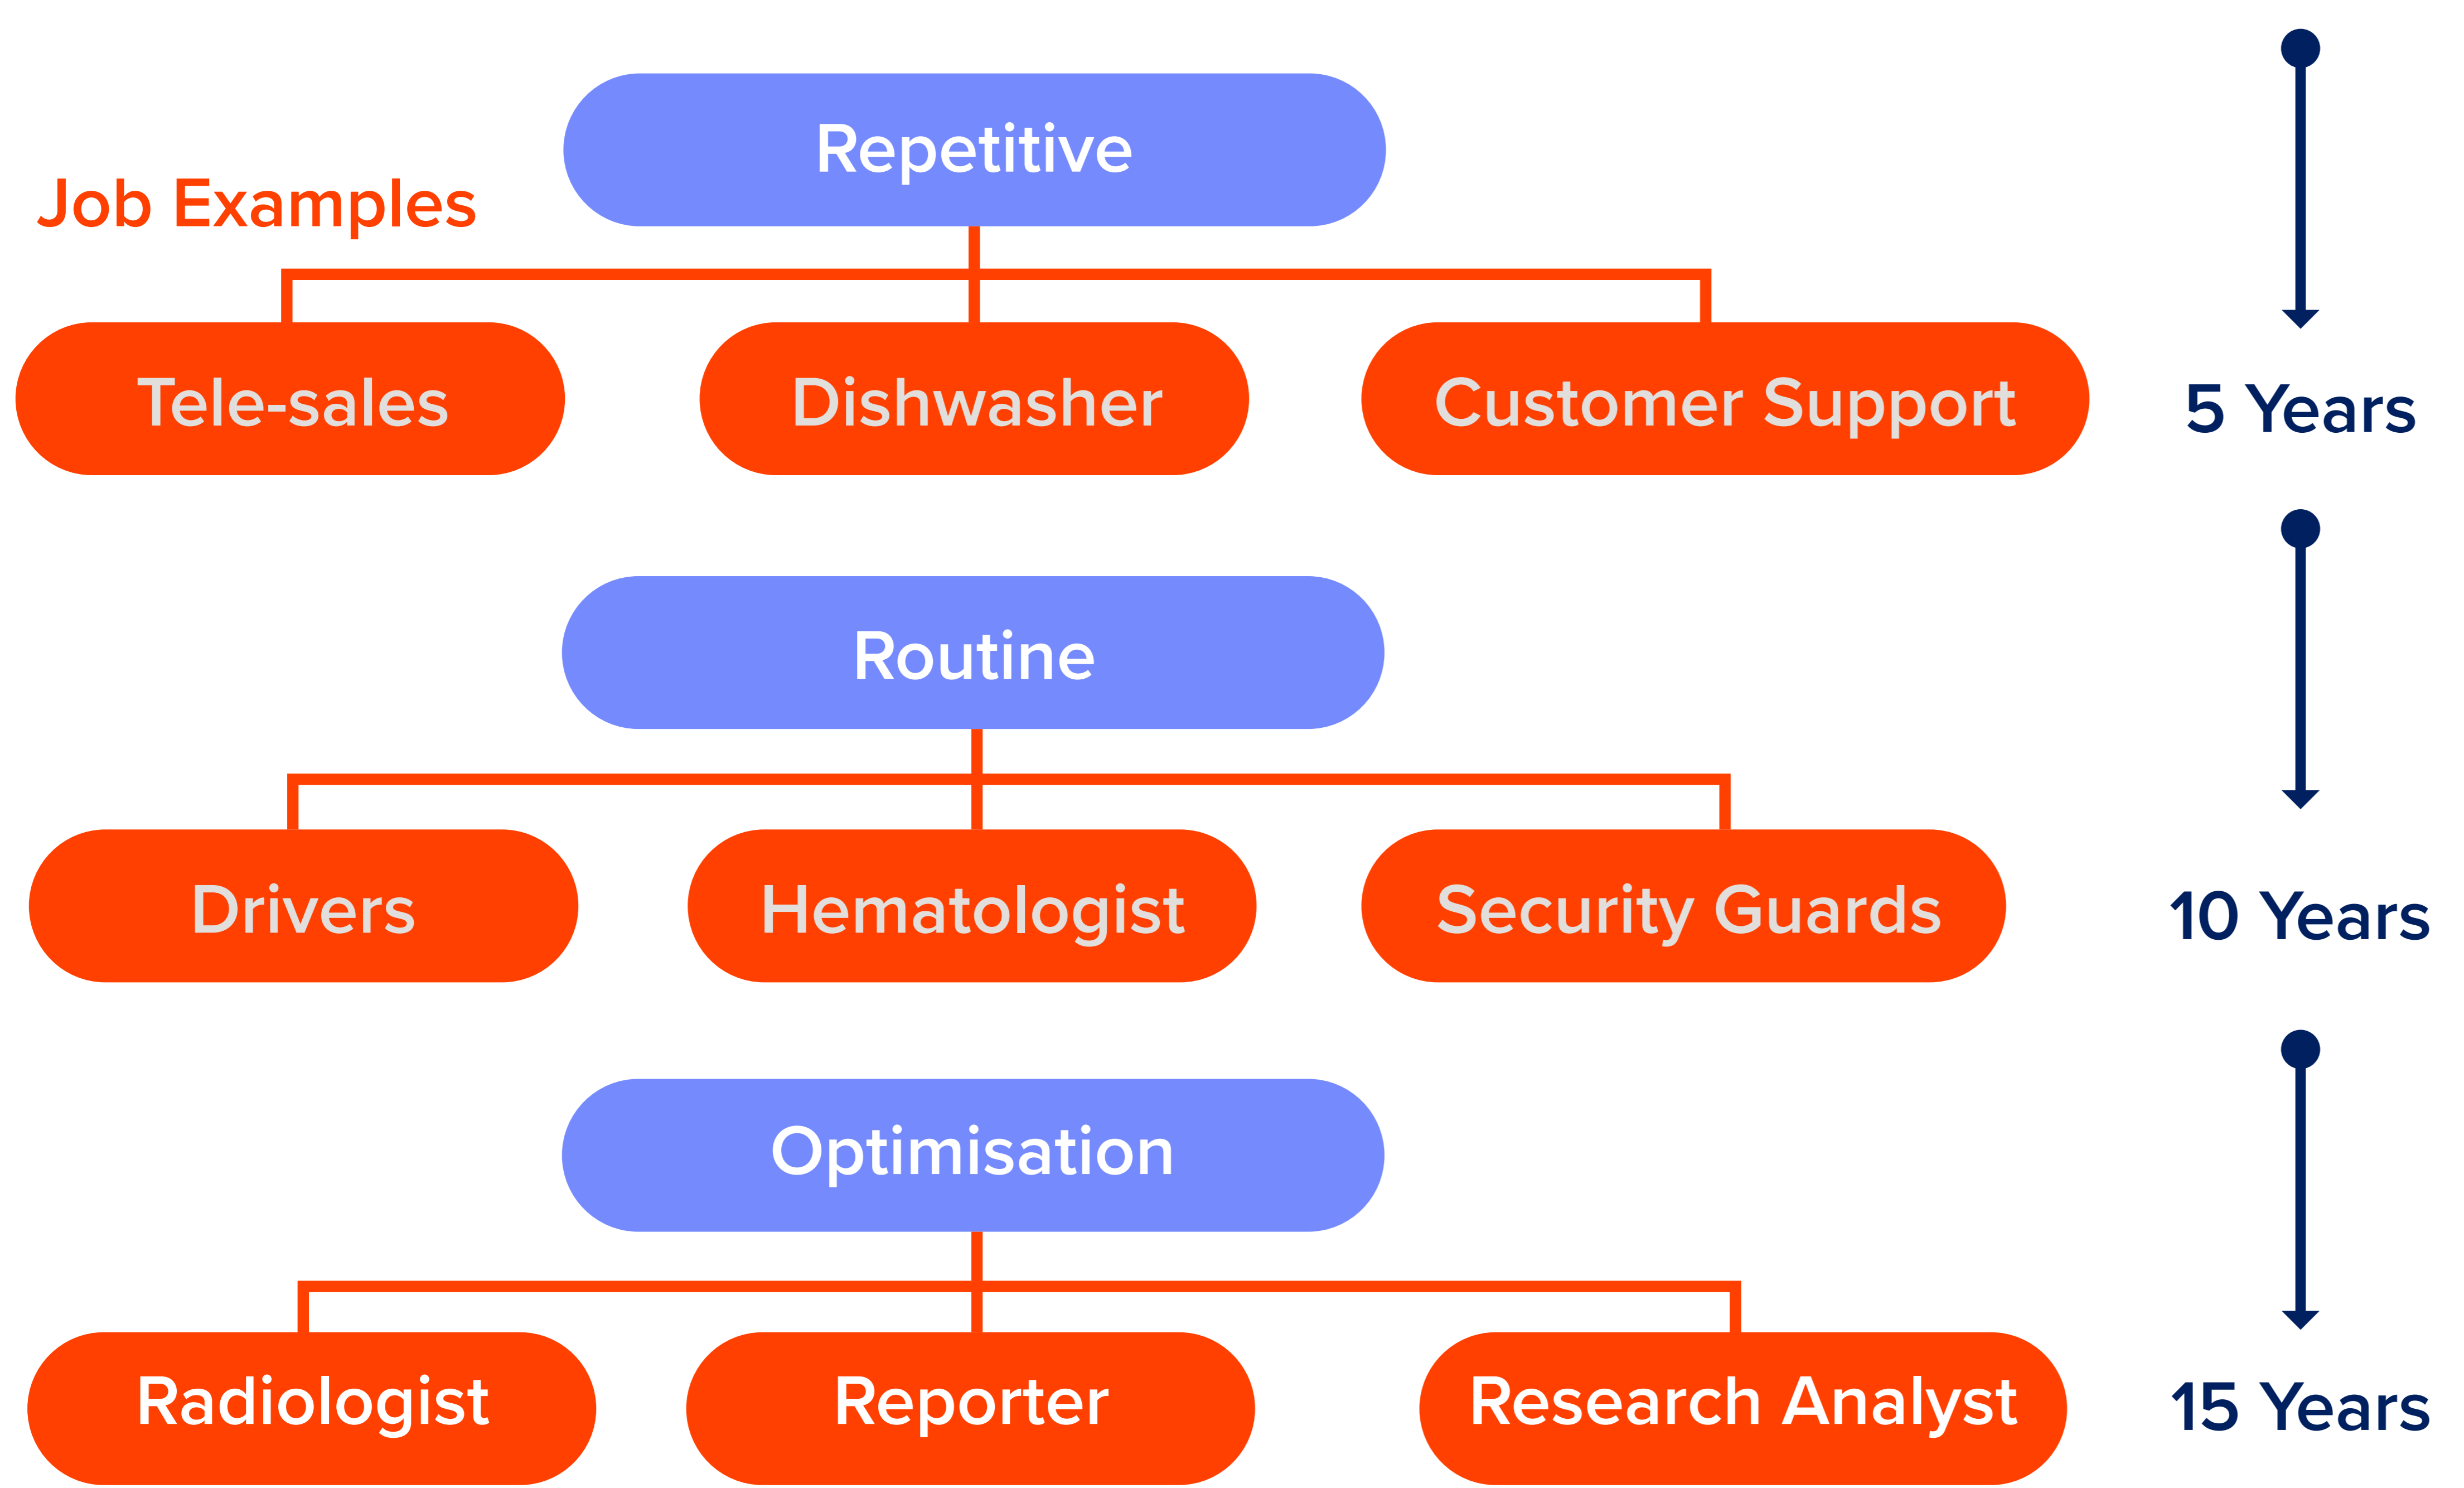 Repetitive
Job Examples
Tele-sales
Dishwasher
Customer Support
5 Years
Routine
Drivers
Hematologist
Security Guards
10 Years
Optimisation
Radiologist
Reporter
Research Analyst
15 Years